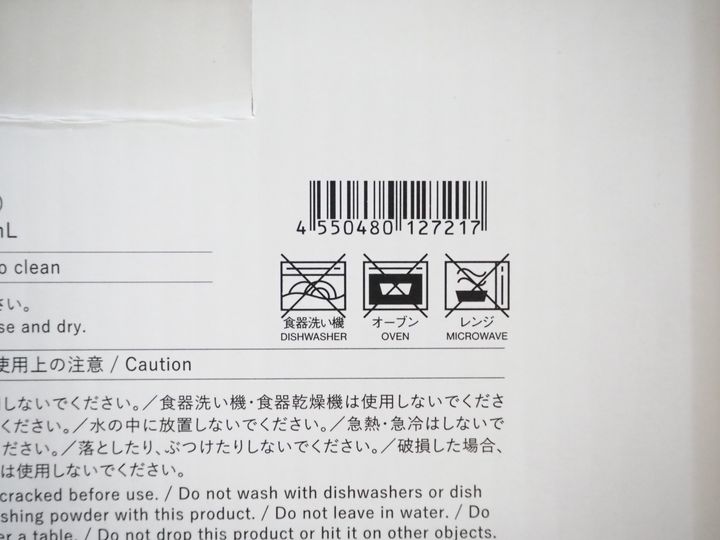 4 550480 127217
mL
食器洗い機 オーブン レンジ
DISHWASHER OVEN MICROWAVE
to clean
さい。
se and dry.
使用上の注意 / Caution
しないでください。／食器洗い機・食器乾燥機は使用しないでくださ
ください。／水の中に放置しないでください。／急熱・急冷はしないで
ください。／落としたり、ぶつけたりしないでください。／破損した場合、
は使用しないでください。
cracked before use. / Do not wash with dishwashers or dish
shing powder with this product. / Do not leave in water. / Do
er a table. / Do not drop this product or hit it on other objects.